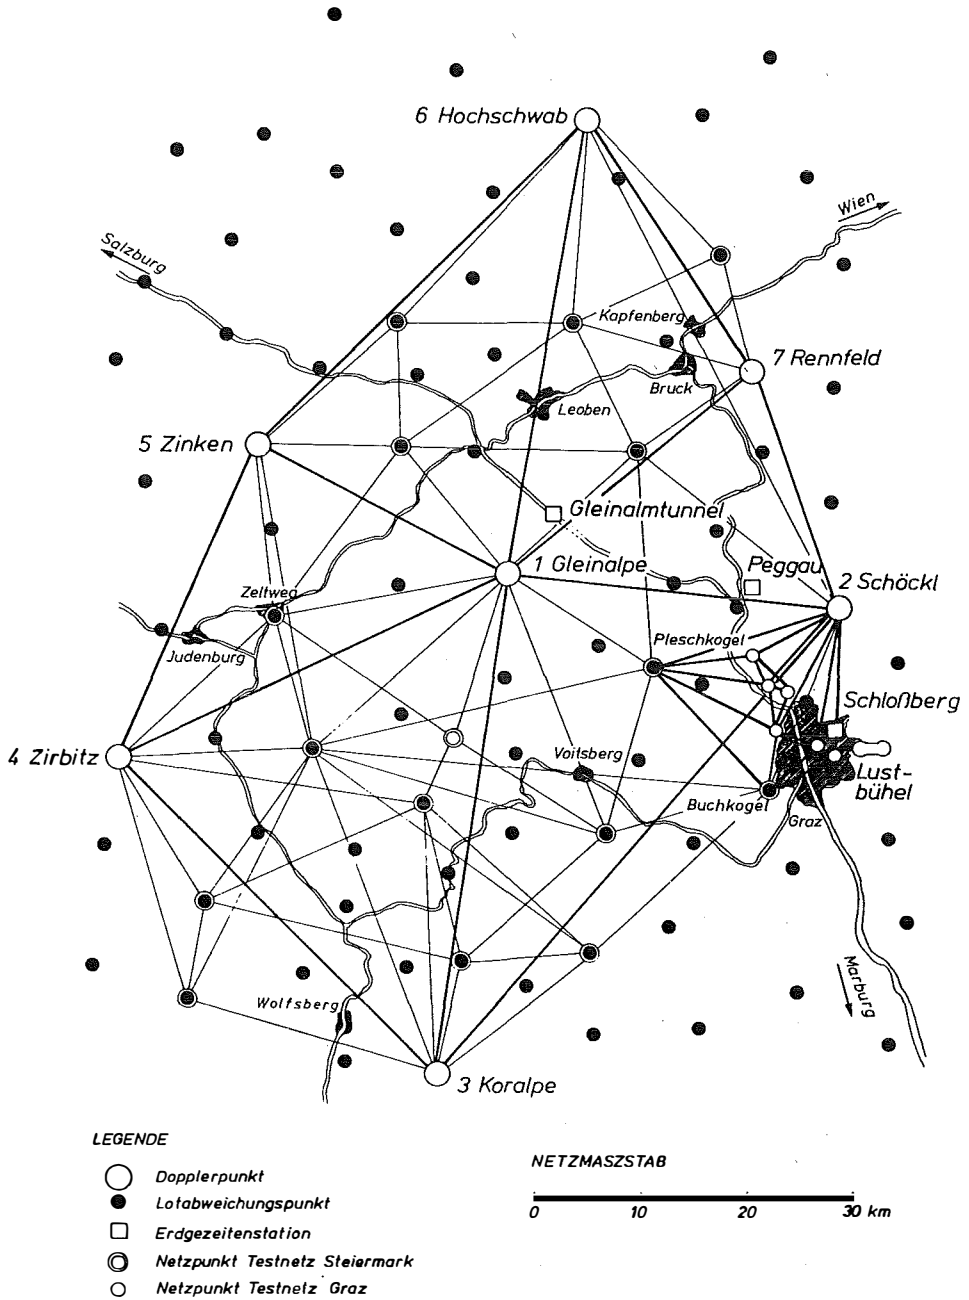 6 Hochschwab
Wien
Salzburg
Kapfenberg
7 Rennfeld
Bruck
Leoben
5 Zinken
Gleinalmtunnel
1 Gleinalpe
Peggau
2 Schöckl
Zeltweg
Judenburg
Pleschkogel
Schloßberg
4 Zirbitz
Voitsberg
Lust-
bühel
Buchkogel
Graz
Marburg
Wolfsberg
3 Koralpe
LEGENDE
Dopplerpunkt
Lotabweichungspunkt
Erdgezeitenstation
Netzpunkt Testnetz Steiermark
Netzpunkt Testnetz Graz
NETZMASZSTAB
0 10 20 30 km